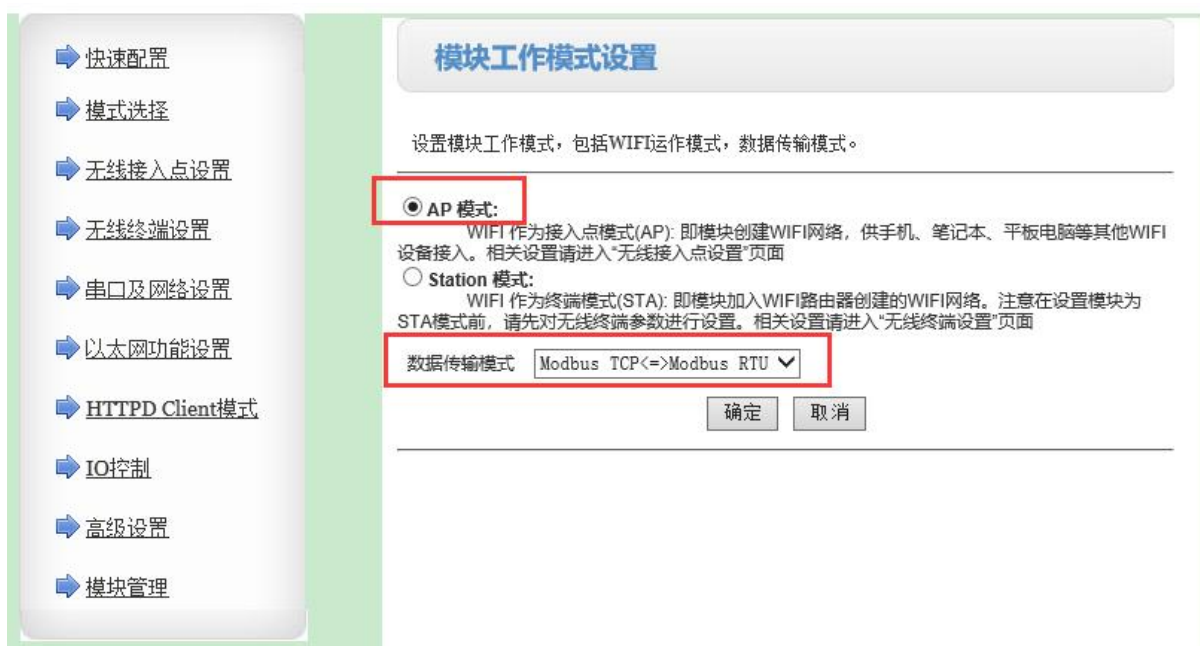 快速配置
模式选择
无线接入点设置
无线终端设置
串口及网络设置
以太网功能设置
HTTPD Client模式
IO控制
高级设置
模块管理
模块工作模式设置
设置模块工作模式，包括WIFI运作模式，数据传输模式。
AP 模式:
WIFI 作为接入点模式(AP): 即模块创建WIFI网络，供手机、笔记本、平板电脑等其他WIFI
设备接入。相关设置请进入“无线接入点设置”页面
Station 模式:
WIFI 作为终端模式(STA): 即模块加入WIFI路由器创建的WIFI网络。注意在设置模块为
STA模式前，请先对无线终端参数进行设置。相关设置请进入“无线终端设置”页面
数据传输模式 Modbus TCP<=>Modbus RTU
确定 取消